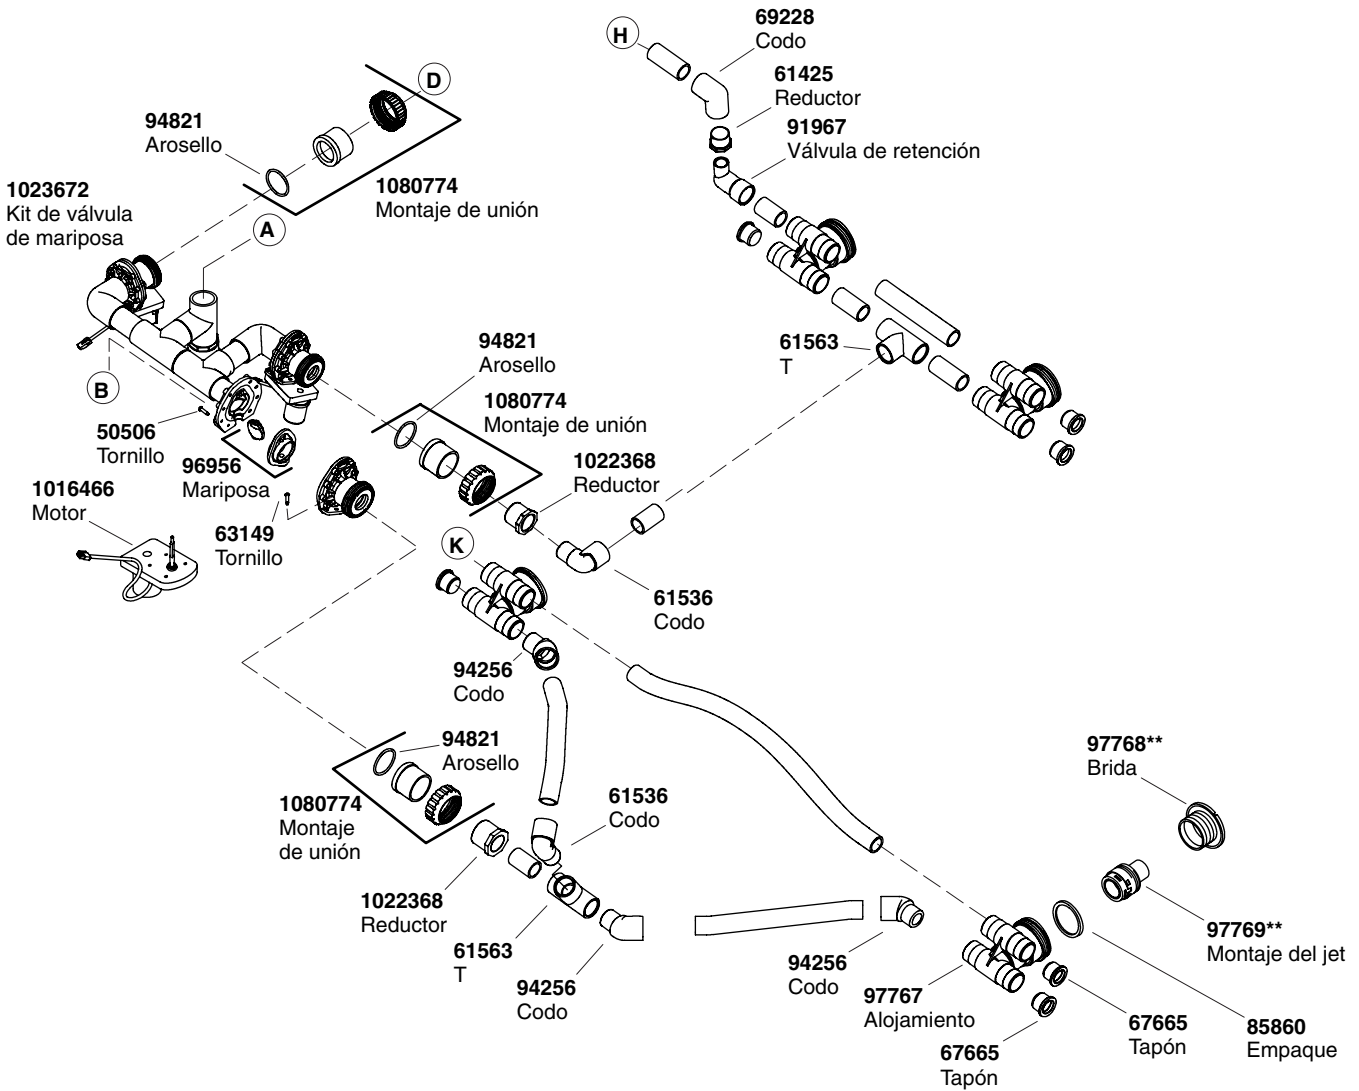 H
69228
Codo
61425
Reductor
91967
Válvula de retención
D
94821
Arosello
1080774
Montaje de unión
1023672
Kit de válvula
de mariposa
A
B
94821
Arosello
1080774
Montaje de unión
61563
T
50506
Tornillo
96956
Mariposa
1022368
Reductor
1016466
Motor
63149
Tornillo
K
61536
Codo
94256
Codo
94821
Arosello
1080774
Montaje
de unión
61536
Codo
97768**
Brida
1022368
Reductor
61563
T
94256
Codo
94256
Codo
97767
Alojamiento
97769**
Montaje del jet
67665
Tapón
67665
Tapón
85860
Empaque